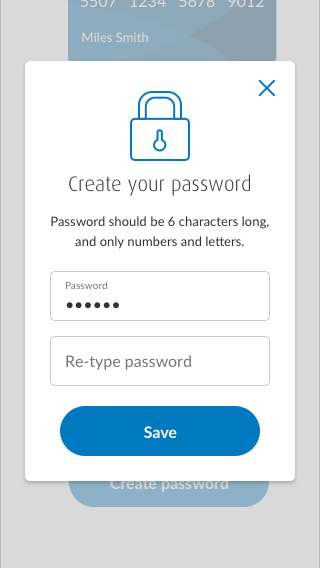 5507 1234 5678 9012
Miles Smith
Create your password
Password should be 6 characters long,
and only numbers and letters.
Password
••••••
Re-type password
Save
Create password